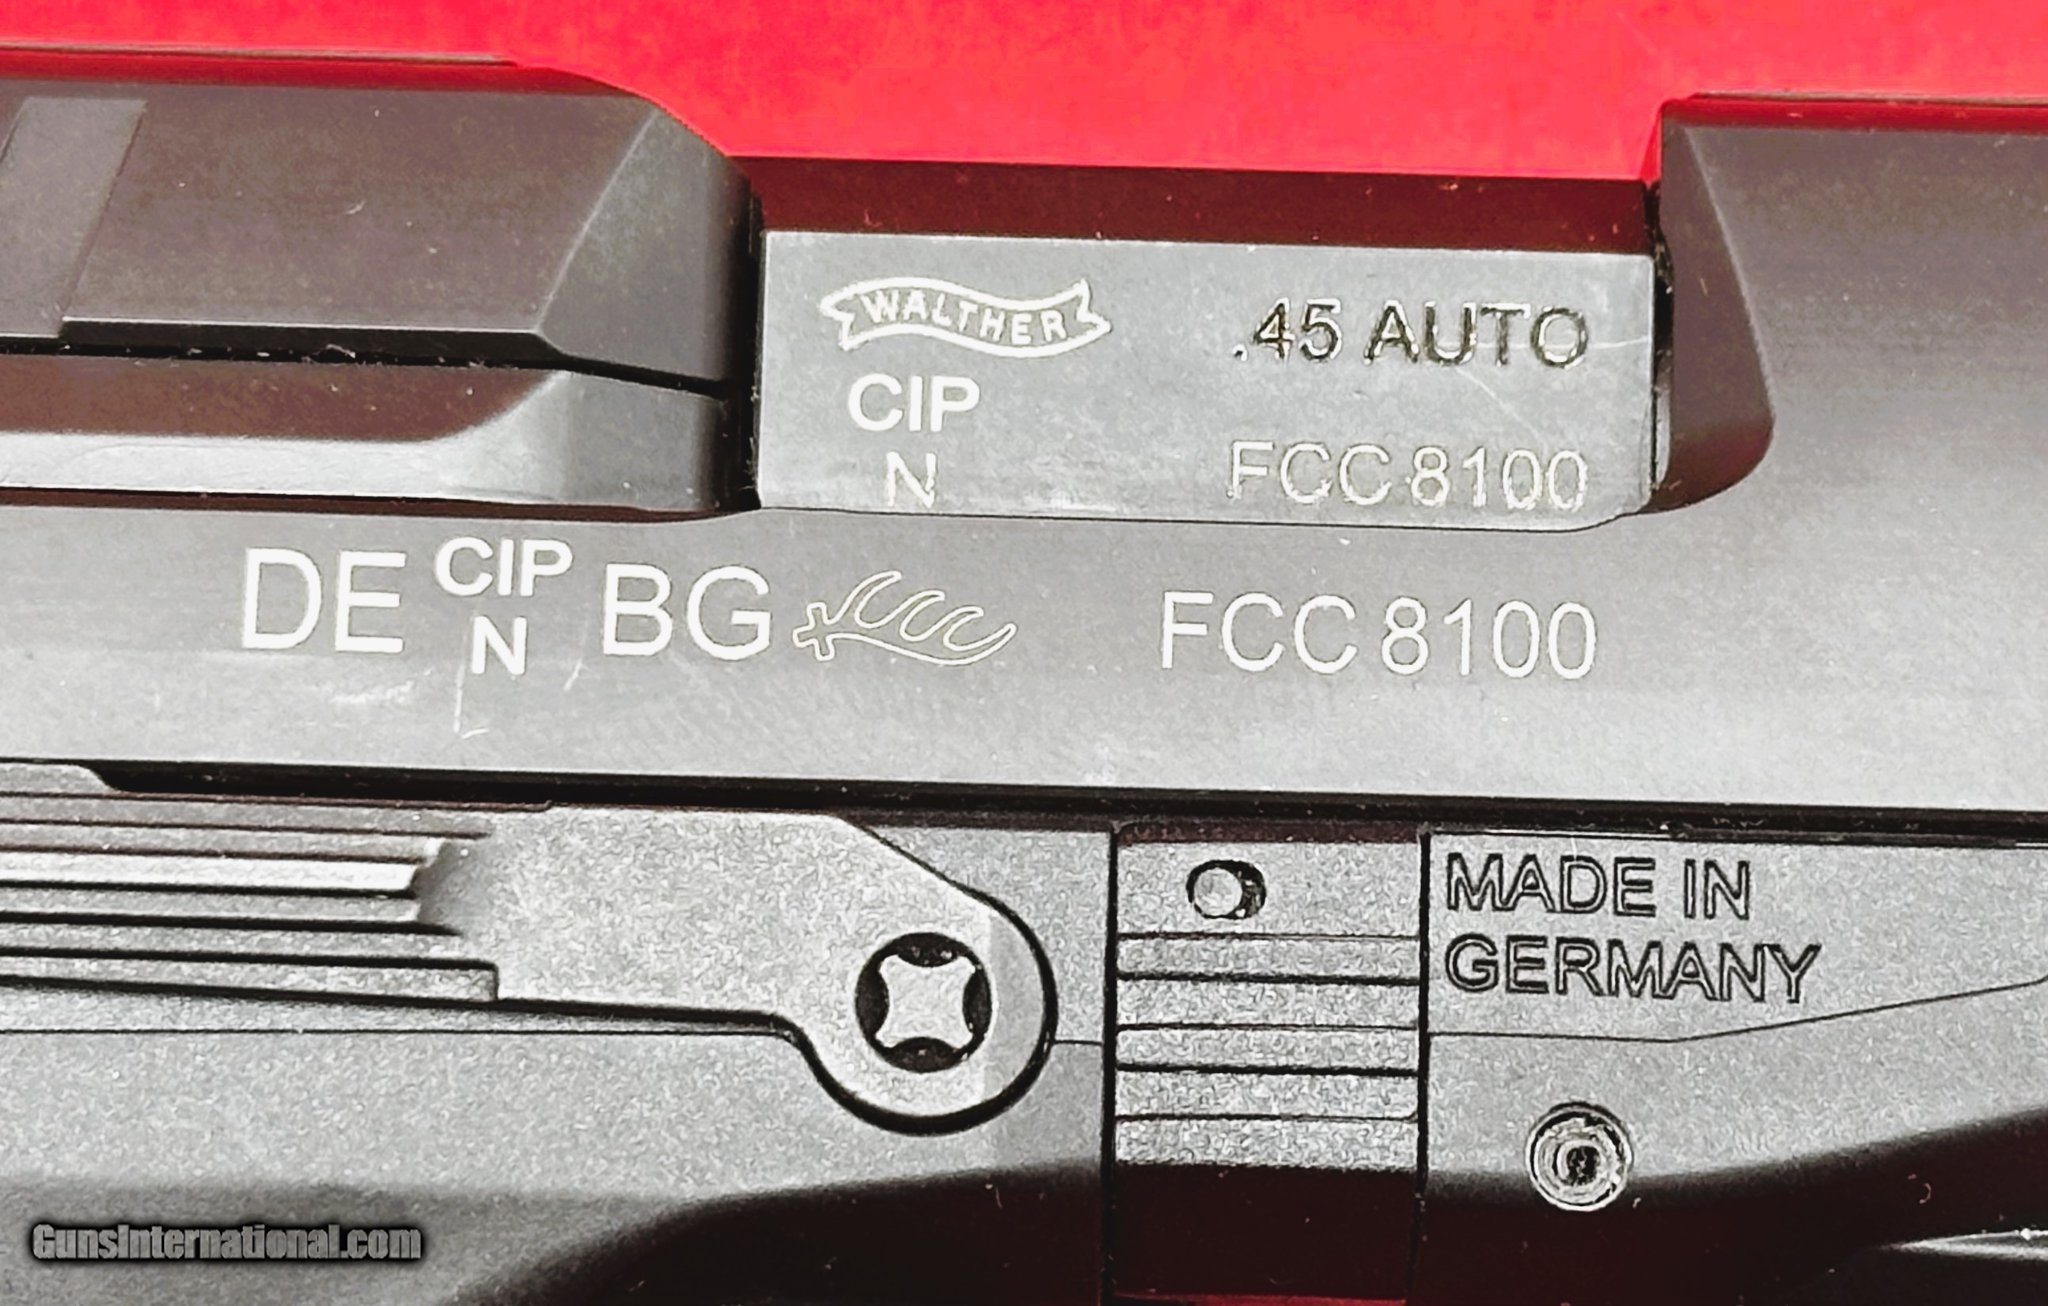 WALTHER
.45 AUTO
CIP
N
FCC 8100
DE CIP N BG
FCC 8100
MADE IN
GERMANY
GunsInternational.com